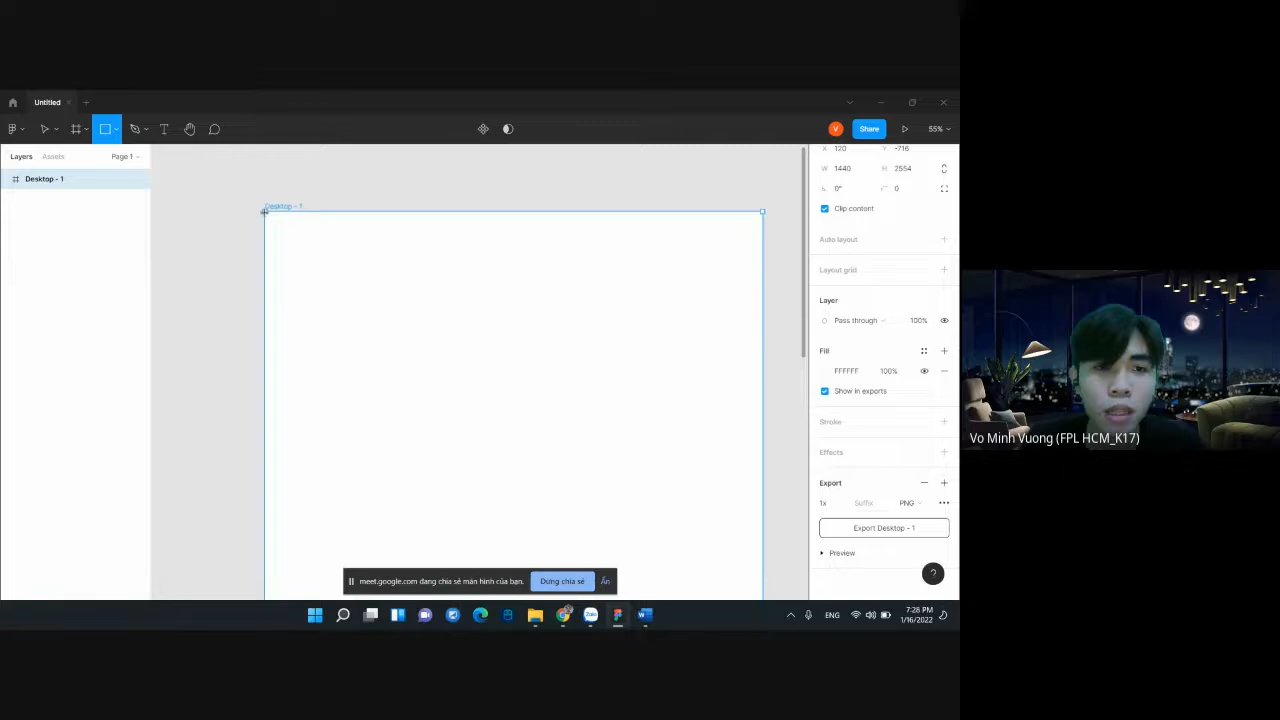 Untitled
Share
55%
Layers
Assets
Page 1
Desktop - 1
Desktop - 1
X 120 Y -716
W 1440 H 2554
0° 0
Clip content
Auto layout
Layout grid
Layer
Pass through 100%
Fill
FFFFFF 100%
Show in exports
Stroke
Effects
Export
1x Suffix PNG
Export Desktop - 1
Preview
?
meet.google.com đang chia sẻ màn hình của bạn.
Dừng chia sẻ
Ẩn
Zalo
ENG
7:28 PM
1/16/2022
Vo Minh Vuong (FPL HCM_K17)